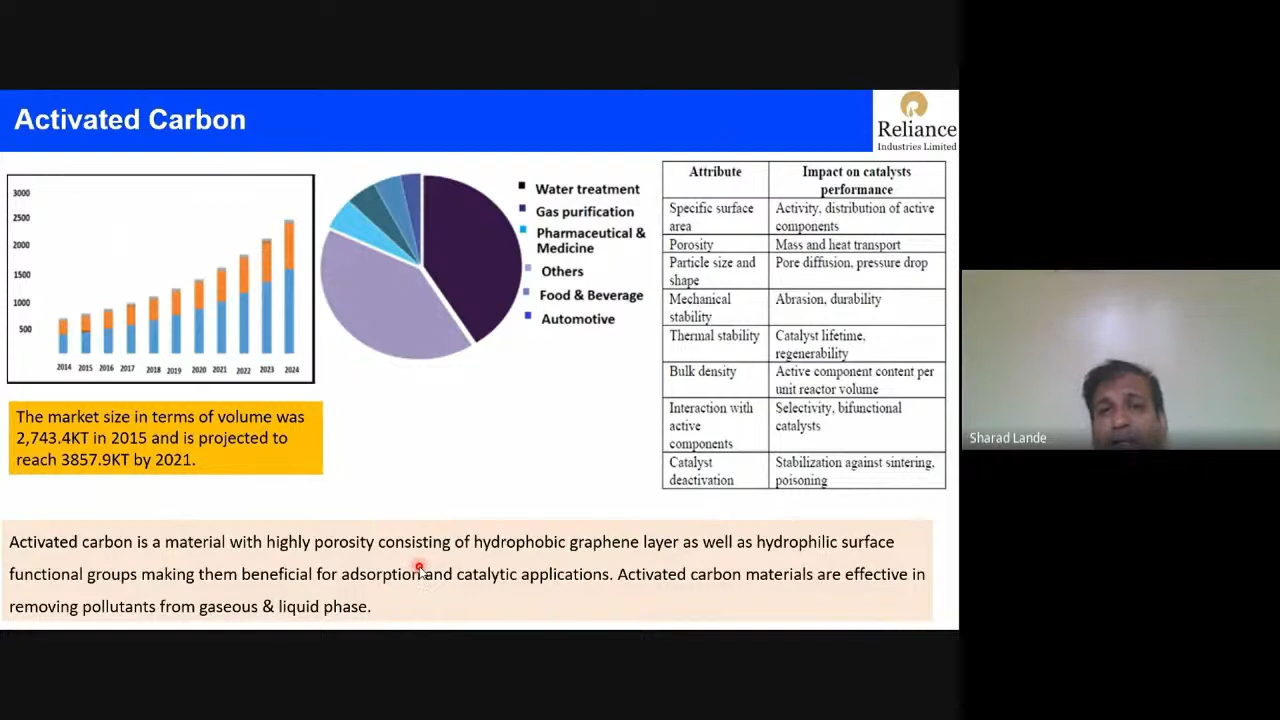 Activated Carbon
Reliance
Industries Limited
3000
2500
2000
1500
1000
500
2014 2015 2016 2017 2018 2019 2020 2021 2022 2023 2024
Water treatment
Gas purification
Pharmaceutical &
Medicine
Others
Food & Beverage
Automotive
Attribute Impact on catalysts
performance
Specific surface Activity, distribution of active
area components
Porosity Mass and heat transport
Particle size and Pore diffusion, pressure drop
shape
Mechanical Abrasion, durability
stability
Thermal stability Catalyst lifetime,
regenerability
Bulk density Active component content per
unit reactor volume
Interaction with Selectivity, bifunctional
active catalysts
components
Catalyst Stabilization against sintering,
deactivation poisoning
The market size in terms of volume was
2,743.4KT in 2015 and is projected to
reach 3857.9KT by 2021.
Activated carbon is a material with highly porosity consisting of hydrophobic graphene layer as well as hydrophilic surface
functional groups making them beneficial for adsorption and catalytic applications. Activated carbon materials are effective in
removing pollutants from gaseous & liquid phase.
Sharad Lande